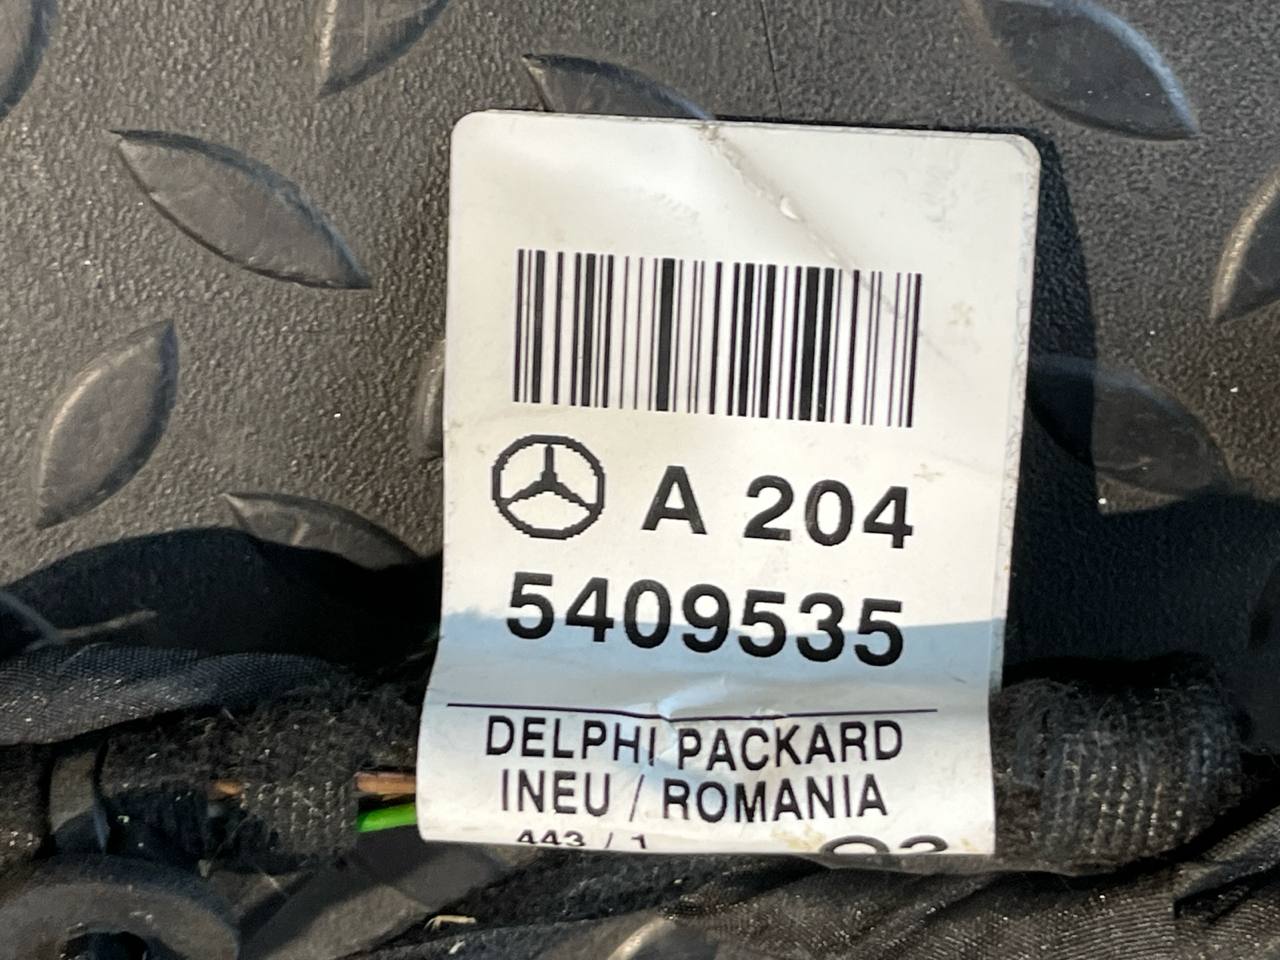 A 204
5409535
DELPHI PACKARD
INEU / ROMANIA
443 / 1